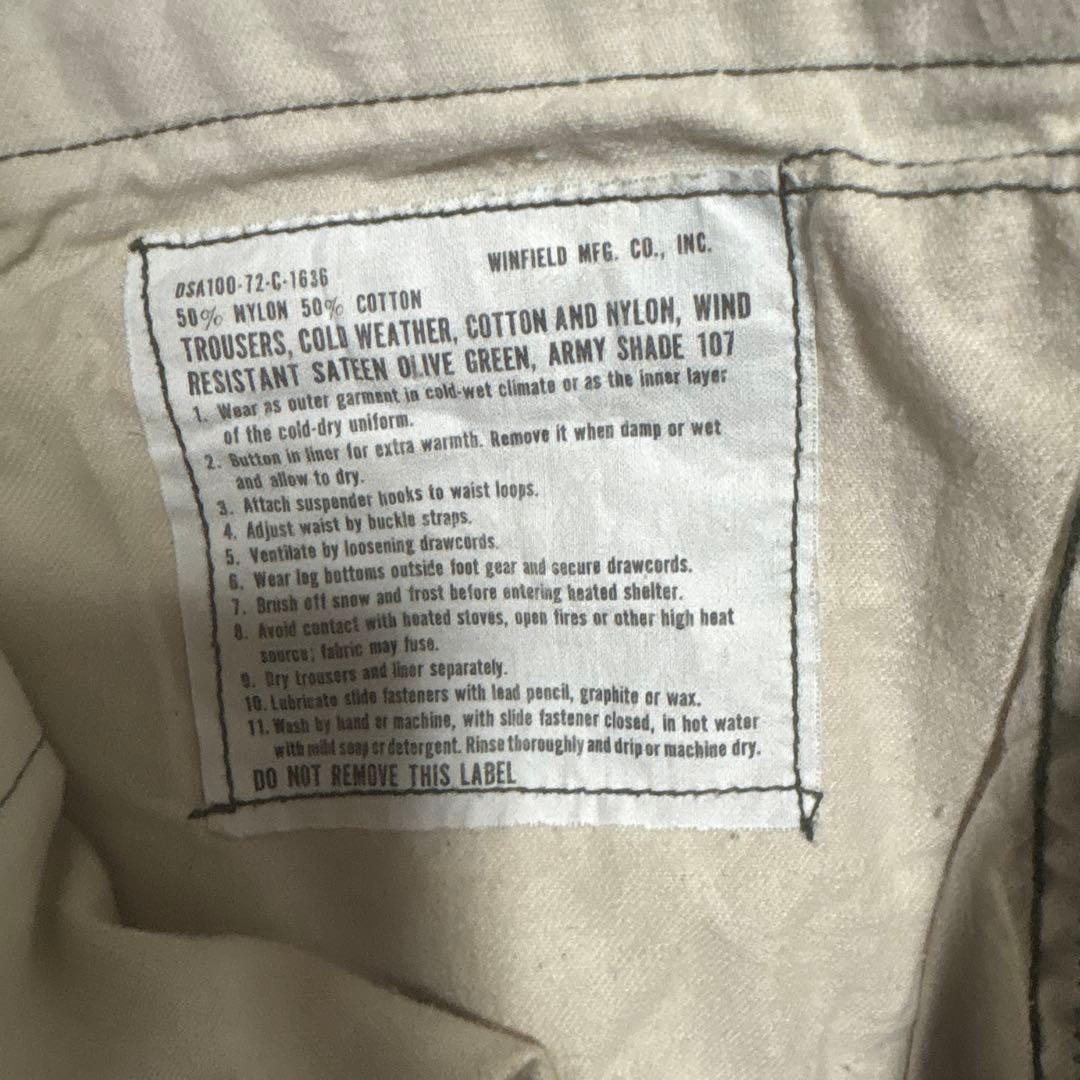 DSA100-72-C-1636 WINFIELD MFG. CO., INC.
50% NYLON 50% COTTON
TROUSERS, COLD WEATHER, COTTON AND NYLON, WIND
RESISTANT SATEEN OLIVE GREEN, ARMY SHADE 107
1. Wear as outer garment in cold-wet climate or as the inner layer
of the cold-dry uniform.
2. Button in liner for extra warmth. Remove it when damp or wet
and allow to dry.
3. Attach suspender hooks to waist loops.
4. Adjust waist by buckle straps.
5. Ventilate by loosening drawcords.
6. Wear leg bottoms outside foot gear and secure drawcords.
7. Brush off snow and frost before entering heated shelter.
8. Avoid contact with heated stoves, open fires or other high heat
source; fabric may fuse.
9. Dry trousers and liner separately.
10. Lubricate slide fasteners with lead pencil, graphite or wax.
11. Wash by hand or machine, with slide fastener closed, in hot water
with mild soap or detergent. Rinse thoroughly and drip or machine dry.
DO NOT REMOVE THIS LABEL